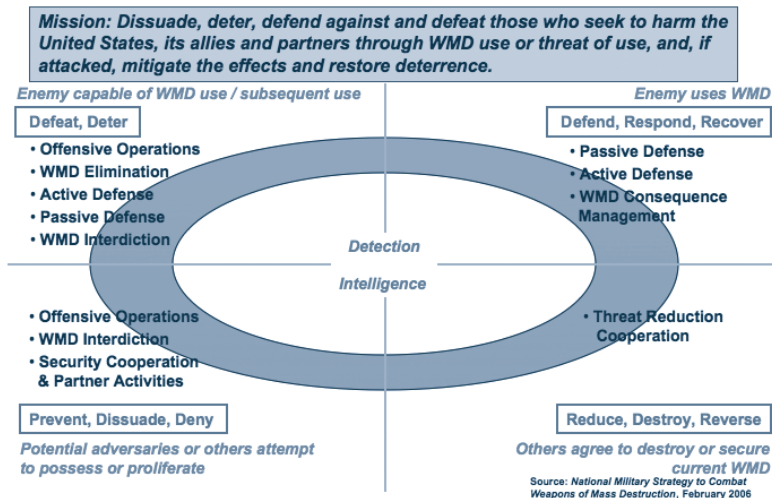 Mission: Dissuade, deter, defend against and defeat those who seek to harm the
United States, its allies and partners through WMD use or threat of use, and, if
attacked, mitigate the effects and restore deterrence.
Enemy capable of WMD use / subsequent use
Defeat, Deter
• Offensive Operations
• WMD Elimination
• Active Defense
• Passive Defense
• WMD Interdiction
Enemy uses WMD
Defend, Respond, Recover
• Passive Defense
• Active Defense
• WMD Consequence
Management
Detection
Intelligence
• Offensive Operations
• WMD Interdiction
• Security Cooperation
& Partner Activities
Prevent, Dissuade, Deny
Potential adversaries or others attempt
to possess or proliferate
• Threat Reduction
Cooperation
Reduce, Destroy, Reverse
Others agree to destroy or secure
current WMD
Source: National Military Strategy to Combat
Weapons of Mass Destruction, February 2006